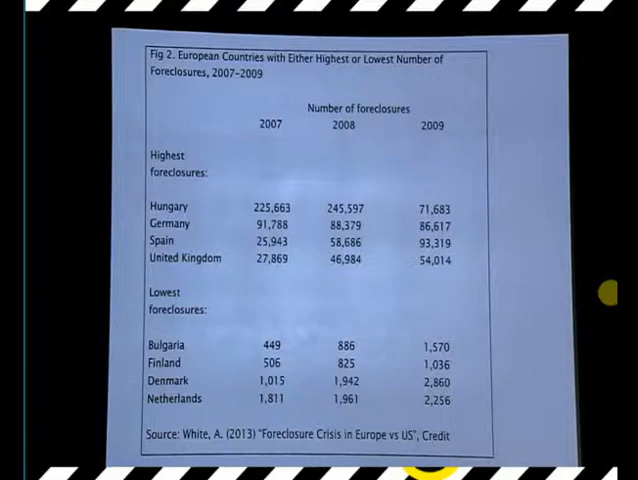 Fig 2. European Countries with Either Highest or Lowest Number of
Foreclosures, 2007-2009
Number of foreclosures
2007 2008 2009
Highest
foreclosures:
Hungary 225,663 245,597 71,683
Germany 91,788 88,379 86,617
Spain 25,943 58,686 93,319
United Kingdom 27,869 46,984 54,014
Lowest
foreclosures:
Bulgaria 449 886 1,570
Finland 506 825 1,036
Denmark 1,015 1,942 2,860
Netherlands 1,811 1,961 2,256
Source: White, A. (2013) "Foreclosure Crisis in Europe vs US", Credit